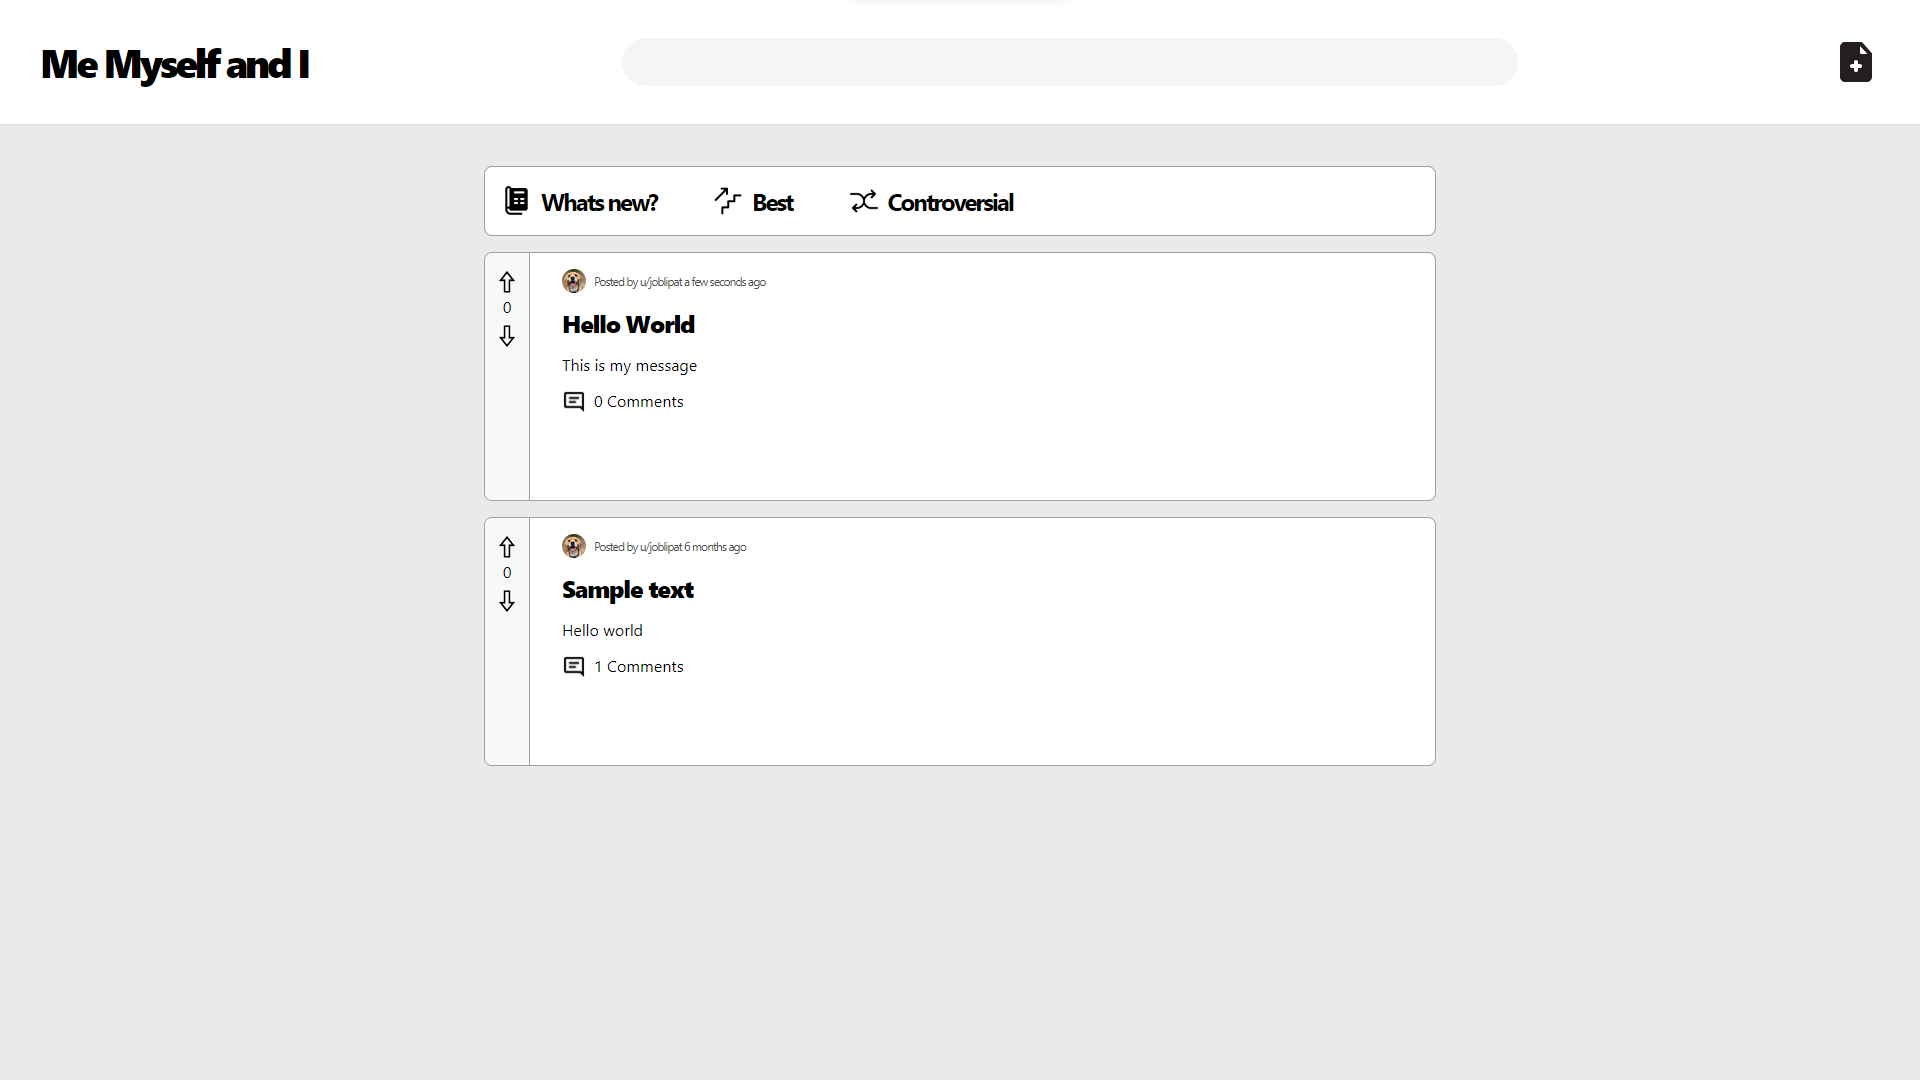 Me Myself and I
Whats new?
Best
Controversial
Posted by u/joblipat a few seconds ago
0
Hello World
This is my message
0 Comments
Posted by u/joblipat 6 months ago
0
Sample text
Hello world
1 Comments